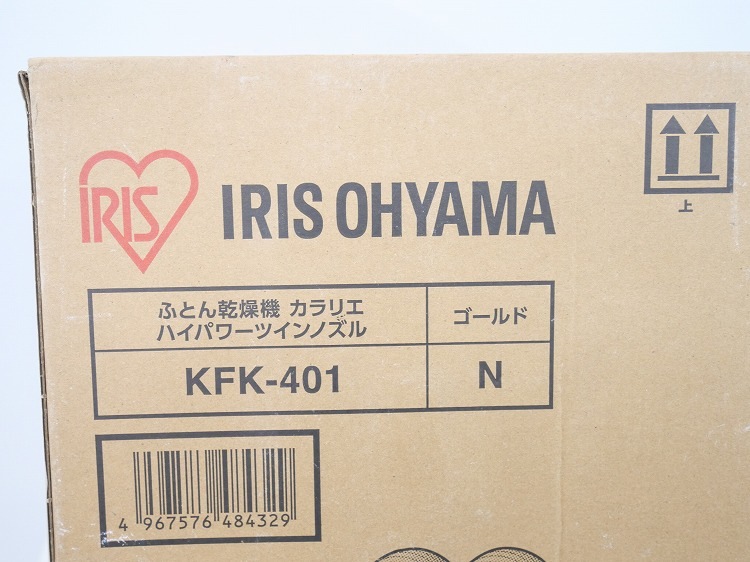 IRIS
IRIS OHYAMA
上
ふとん乾燥機 カラリエ
ハイパワーツインノズル
ゴールド
KFK-401
N
4 967576 484329